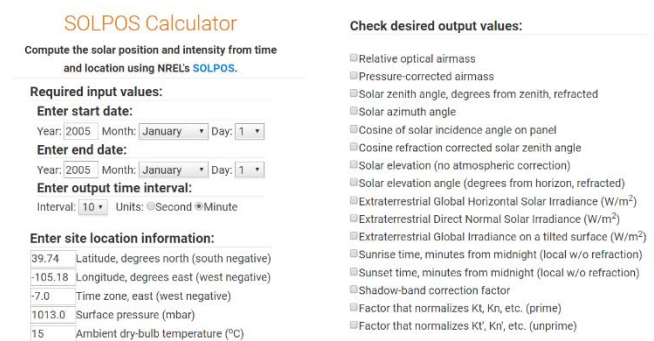 SOLPOS Calculator
Compute the solar position and intensity from time
and location using NREL's SOLPOS.
Required input values:
Enter start date:
Year: 2005 Month: January Day: 1
Enter end date:
Year: 2005 Month: January Day: 1
Enter output time interval:
Interval: 10 Units: Second Minute
Enter site location information:
39.74 Latitude, degrees north (south negative)
-105.18 Longitude, degrees east (west negative)
-7.0 Time zone, east (west negative)
1013.0 Surface pressure (mbar)
15 Ambient dry-bulb temperature (°C)
Check desired output values:
Relative optical airmass
Pressure-corrected airmass
Solar zenith angle, degrees from zenith, refracted
Solar azimuth angle
Cosine of solar incidence angle on panel
Cosine refraction corrected solar zenith angle
Solar elevation (no atmospheric correction)
Solar elevation angle (degrees from horizon, refracted)
Extraterrestrial Global Horizontal Solar Irradiance (W/m²)
Extraterrestrial Direct Normal Solar Irradiance (W/m²)
Extraterrestrial Global Irradiance on a tilted surface (W/m²)
Sunrise time, minutes from midnight (local w/o refraction)
Sunset time, minutes from midnight (local w/o refraction)
Shadow-band correction factor
Factor that normalizes Kt, Kn, etc. (prime)
Factor that normalizes Kt', Kn', etc. (unprime)